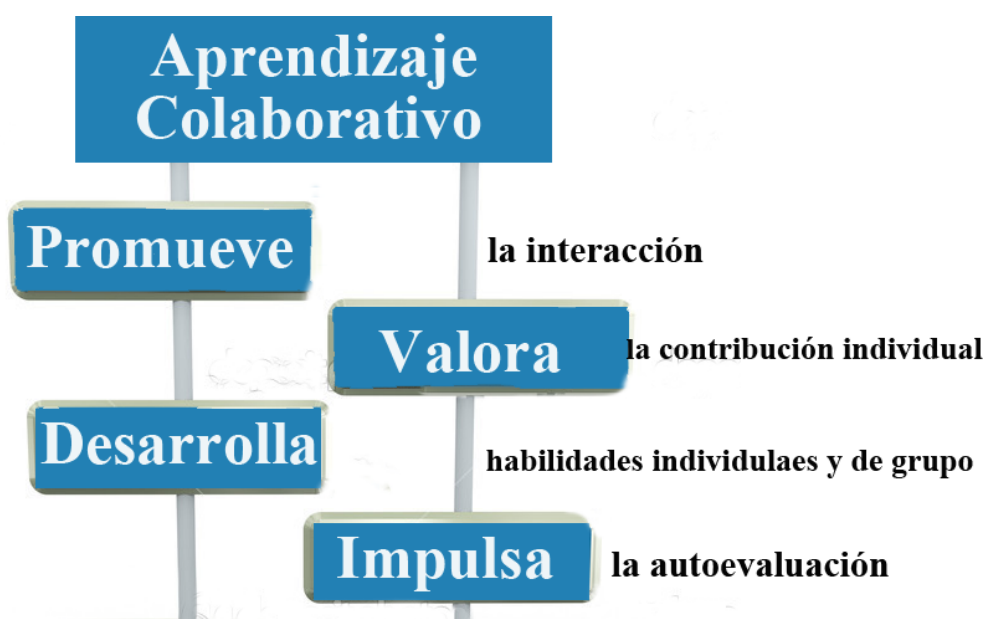 Aprendizaje
Colaborativo
Promueve la interacción
Valora la contribución individual
Desarrolla habilidades individulaes y de grupo
Impulsa la autoevaluación